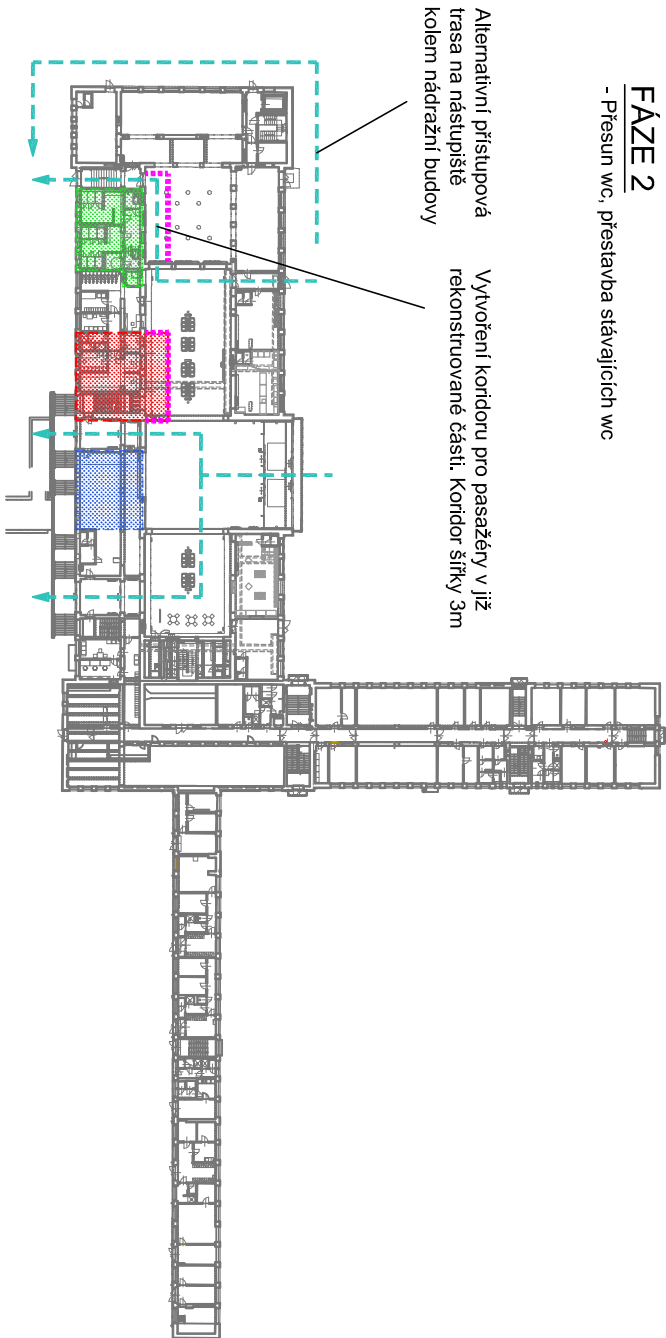 FÁZE 2
- Přesun wc, přestavba stávajících wc
Alternativní přístupová
trasa na nástupiště
kolem nádražní budovy
Vytvoření koridoru pro pasažéry v již
rekonstruované části. Koridor šířky 3m